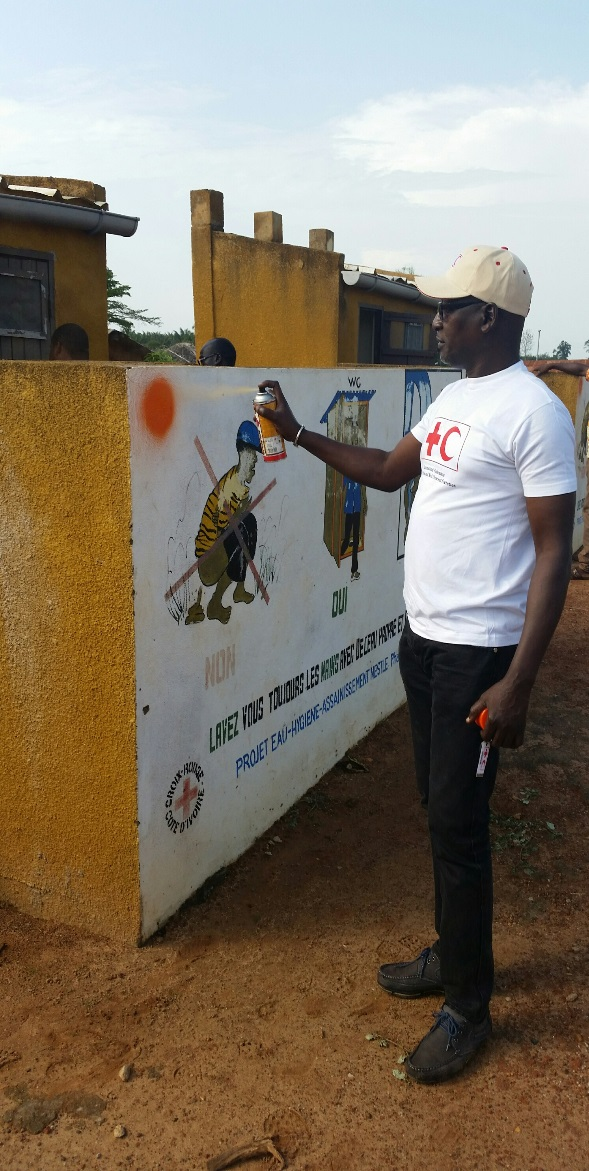 WC
OUI
NON
LAVEZ VOUS TOUJOURS LES MAINS AVEC DE L'EAU PROPRE ET
PROJET EAU-HYGIENE-ASSAINISSEMENT NESTLE
CROIX-ROUGE
COTE D'IVOIRE